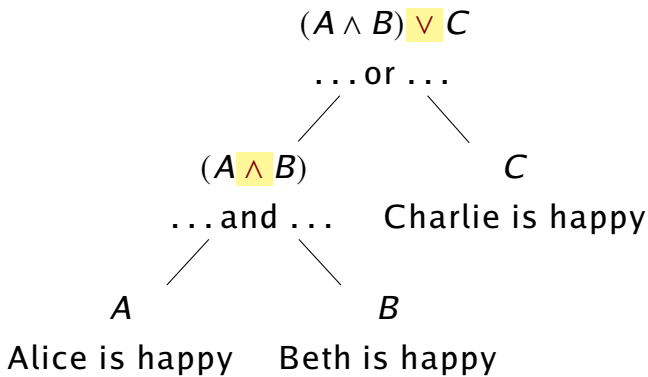 (A ∧ B) ∨ C
...or ...
(A ∧ B)
C
...and ...
Charlie is happy
A
B
Alice is happy
Beth is happy